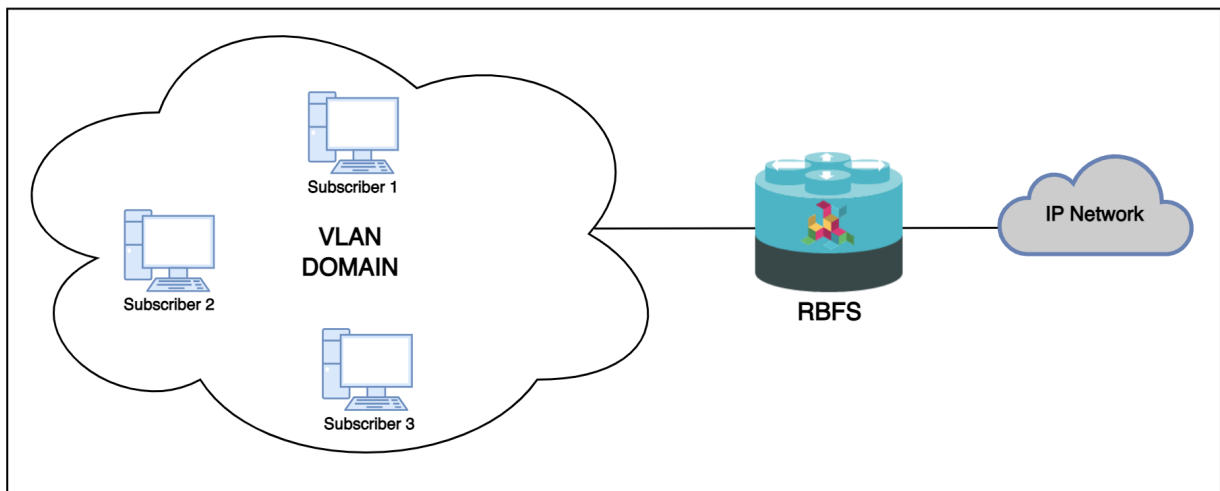 Subscriber 1
Subscriber 2
VLAN
DOMAIN
Subscriber 3
RBFS
IP Network